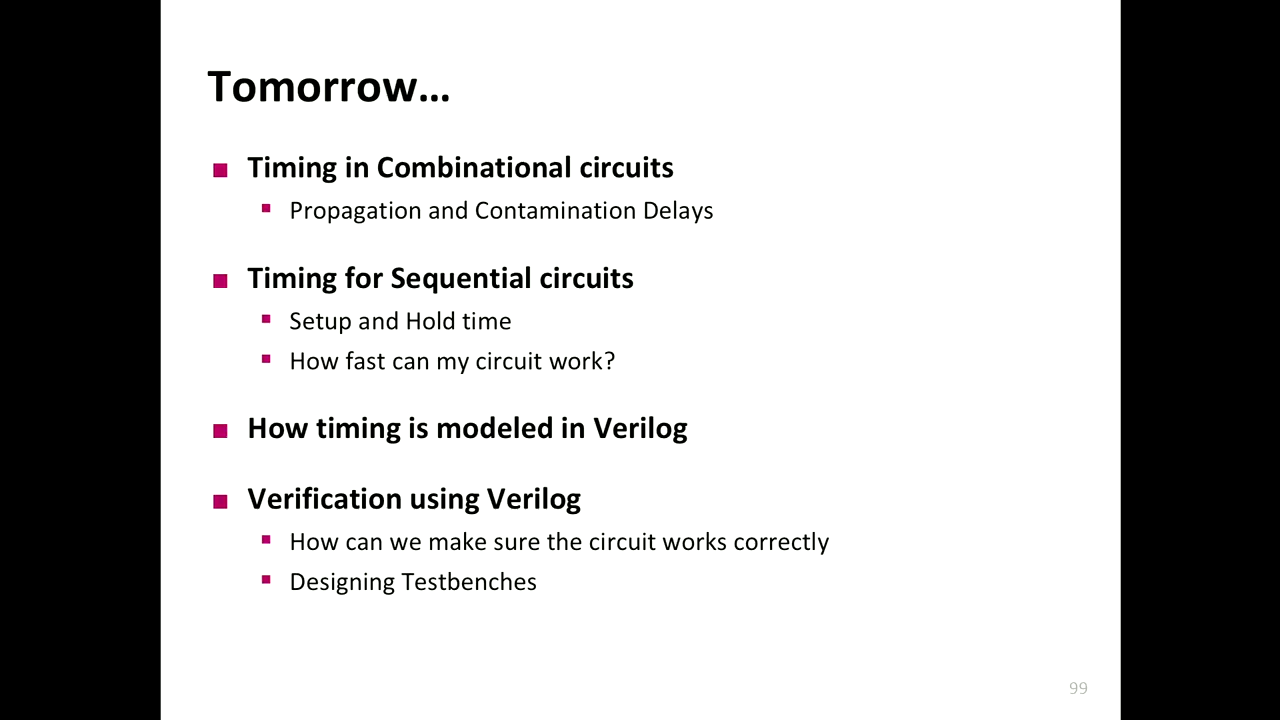 Tomorrow…
Timing in Combinational circuits
Propagation and Contamination Delays
Timing for Sequential circuits
Setup and Hold time
How fast can my circuit work?
How timing is modeled in Verilog
Verification using Verilog
How can we make sure the circuit works correctly
Designing Testbenches
99